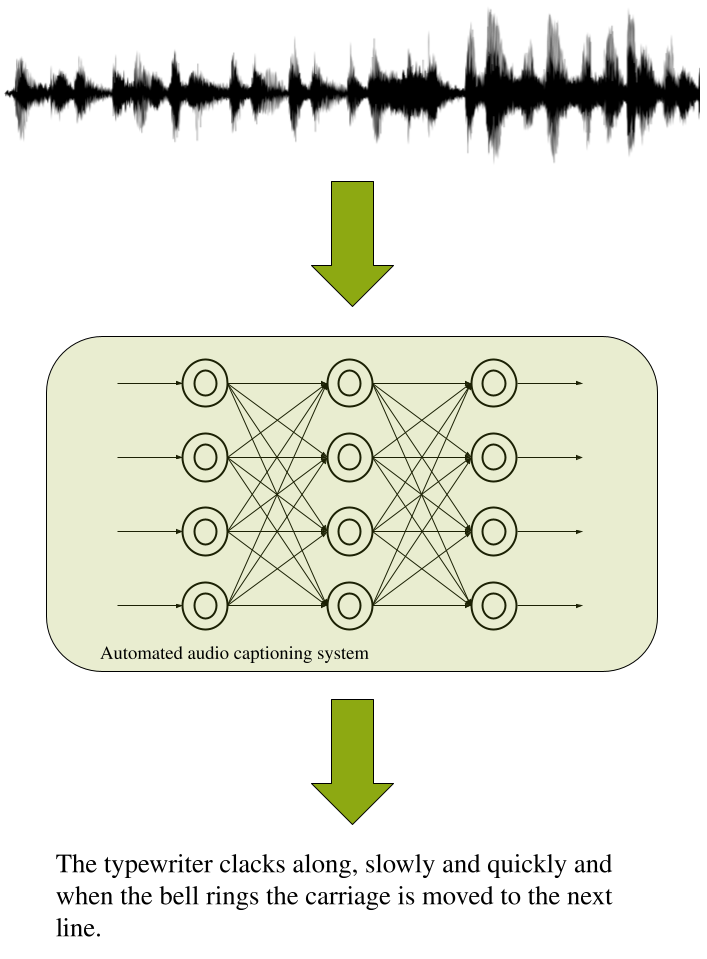 Automated audio captioning system
The typewriter clacks along, slowly and quickly and
when the bell rings the carriage is moved to the next
line.